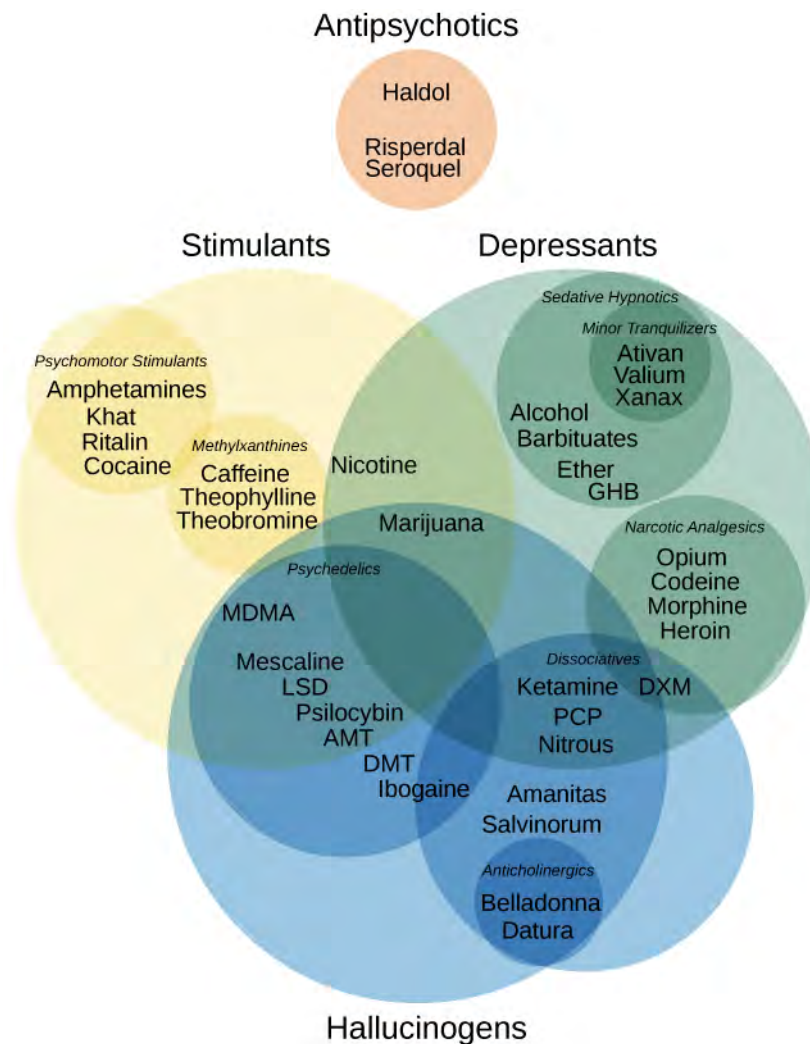 Antipsychotics
Haldol
Risperdal
Seroquel
Stimulants
Depressants
Psychomotor Stimulants
Amphetamines
Khat
Ritalin
Cocaine
Methylxanthines
Caffeine
Theophylline
Theobromine
Nicotine
Marijuana
Sedative Hypnotics
Minor Tranquilizers
Ativan
Valium
Xanax
Alcohol
Barbituates
Ether
GHB
Narcotic Analgesics
Opium
Codeine
Morphine
Heroin
Psychedelics
MDMA
Mescaline
LSD
Psilocybin
AMT
DMT
Ibogaine
Dissociatives
Ketamine
DXM
PCP
Nitrous
Amanitas
Salvinorum
Anticholinergics
Belladonna
Datura
Hallucinogens